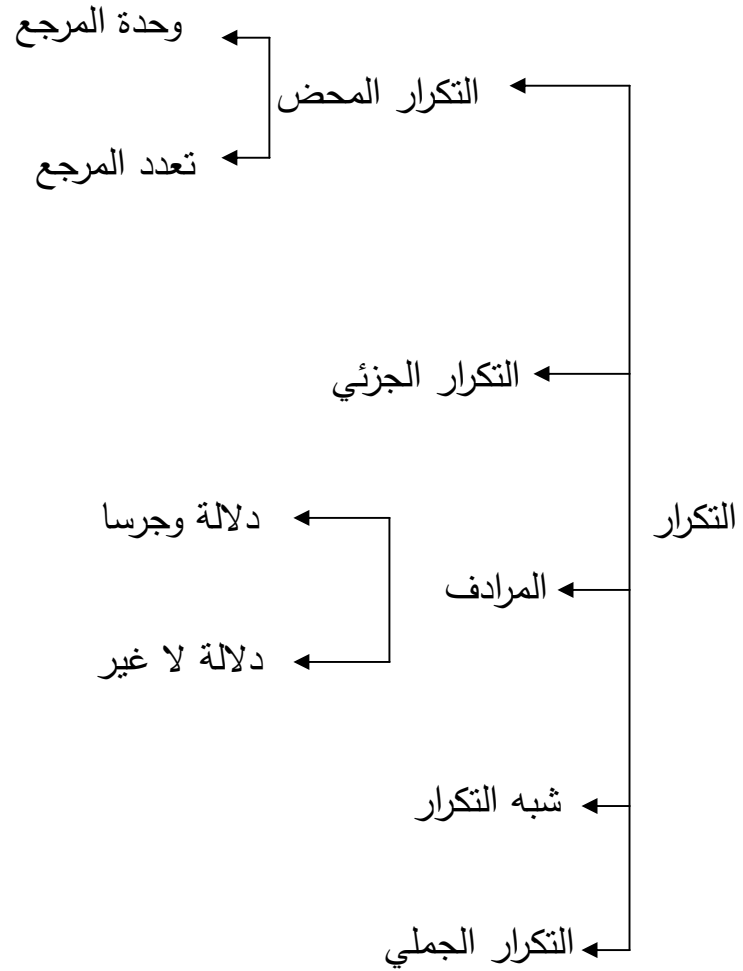 وحدة المرجع
التكرار المحض
تعدد المرجع
التكرار الجزئي
التكرار
دلالة وجرسا
المرادف
دلالة لا غير
شبه التكرار
التكرار الجملي